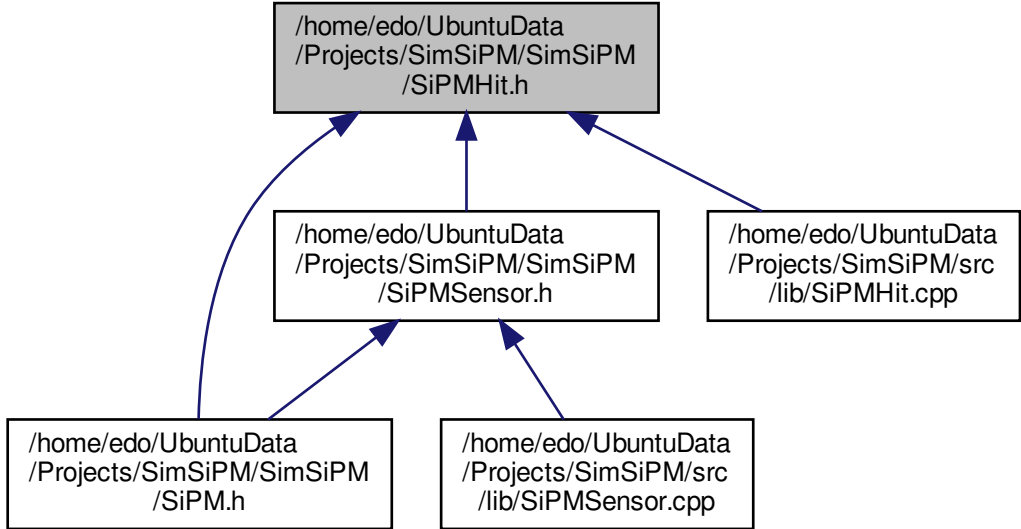 /home/edo/UbuntuData
/Projects/SimSiPM/SimSiPM
/SiPMHit.h
/home/edo/UbuntuData
/Projects/SimSiPM/SimSiPM
/SiPMSensor.h
/home/edo/UbuntuData
/Projects/SimSiPM/src
/lib/SiPMHit.cpp
/home/edo/UbuntuData
/Projects/SimSiPM/SimSiPM
/SiPM.h
/home/edo/UbuntuData
/Projects/SimSiPM/src
/lib/SiPMSensor.cpp